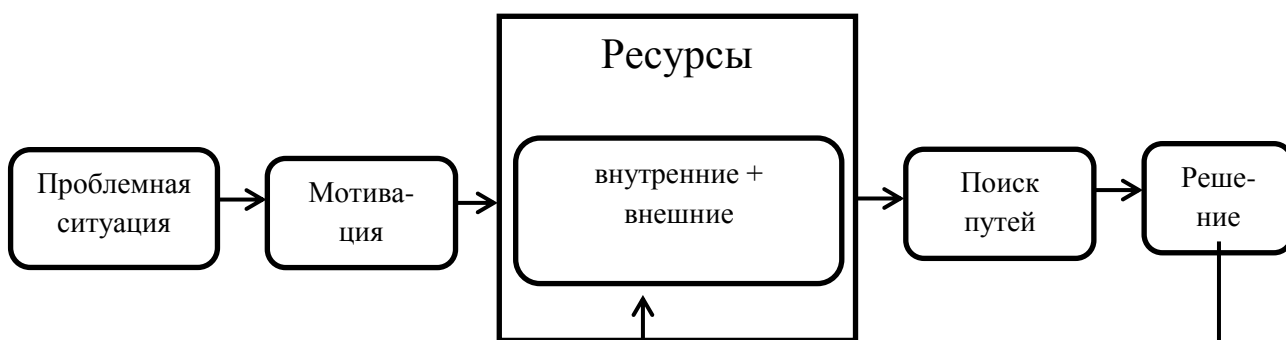 Ресурсы
Проблемная
ситуация
Мотива-
ция
внутренние +
внешние
Поиск
путей
Реше-
ние